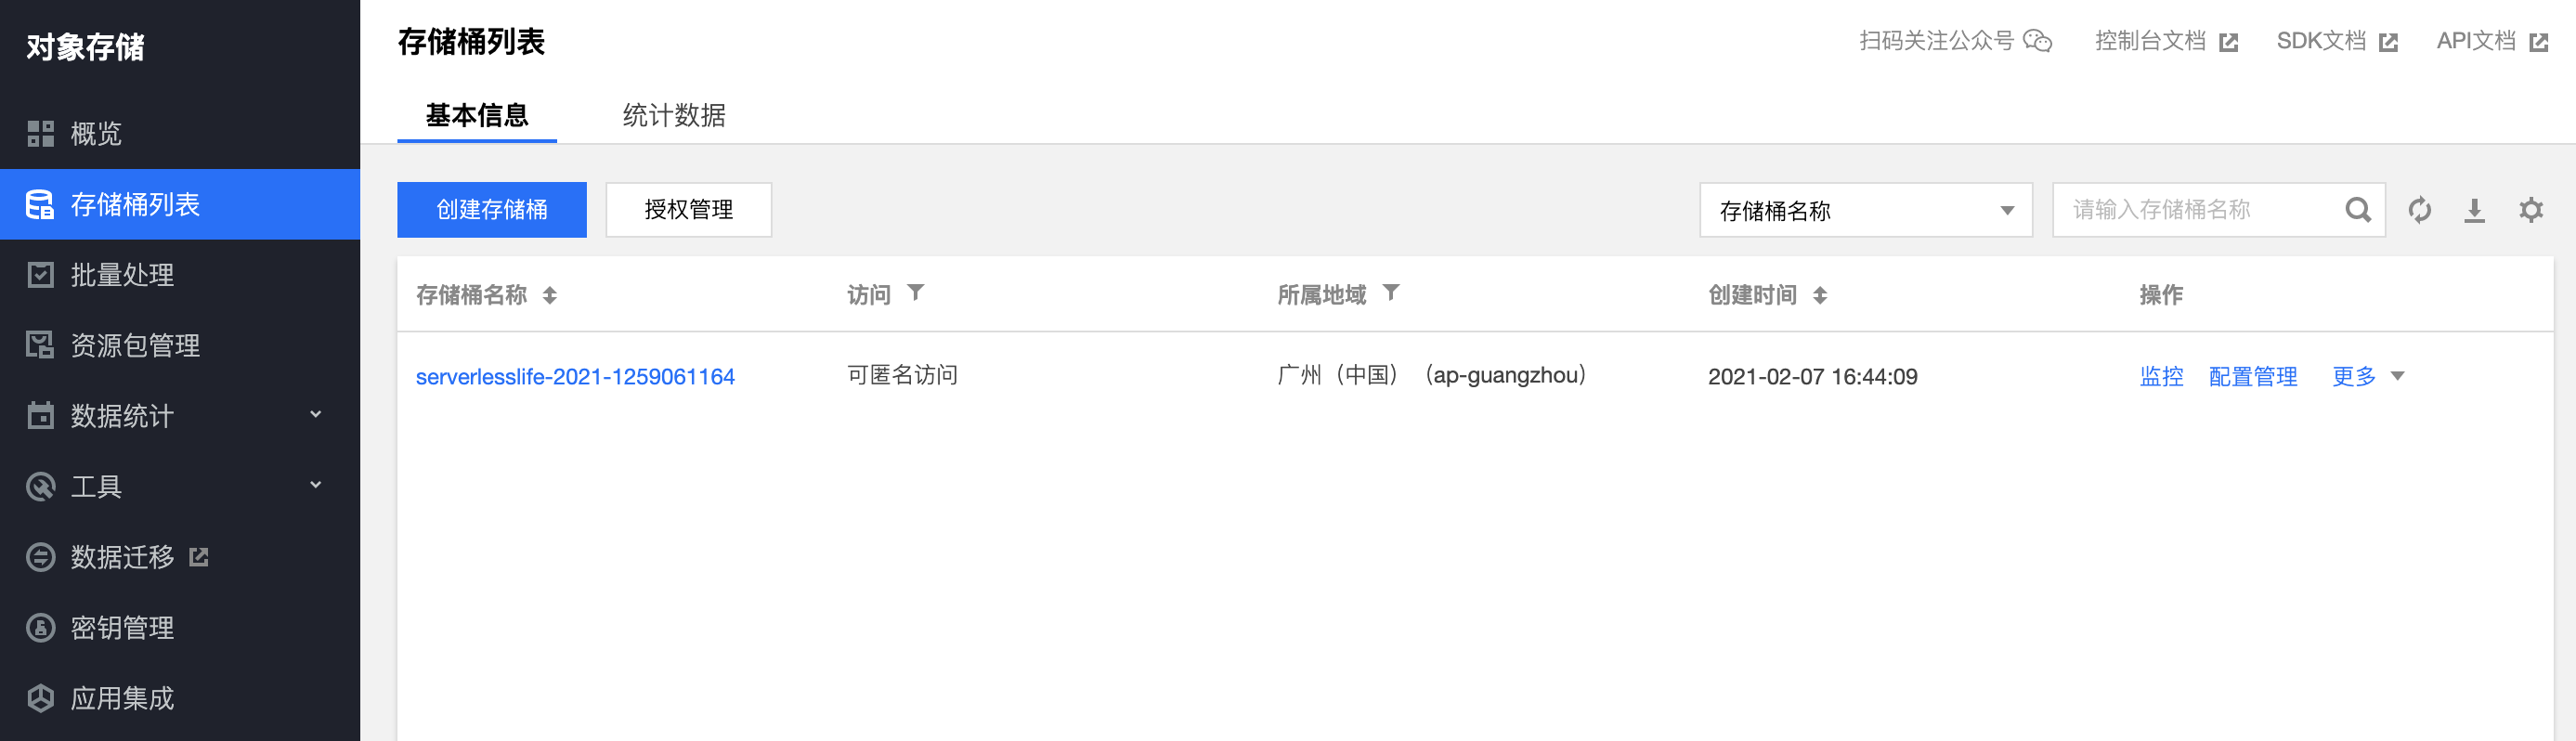 对象存储
概览
存储桶列表
批量处理
资源包管理
数据统计
工具
数据迁移
密钥管理
应用集成
存储桶列表
扫码关注公众号 控制台文档 SDK文档 API文档
基本信息 统计数据
创建存储桶 授权管理 存储桶名称 请输入存储桶名称
存储桶名称 访问 所属地域 创建时间 操作
serverlesslife-2021-1259061164 可匿名访问 广州（中国）（ap-guangzhou） 2021-02-07 16:44:09 监控 配置管理 更多